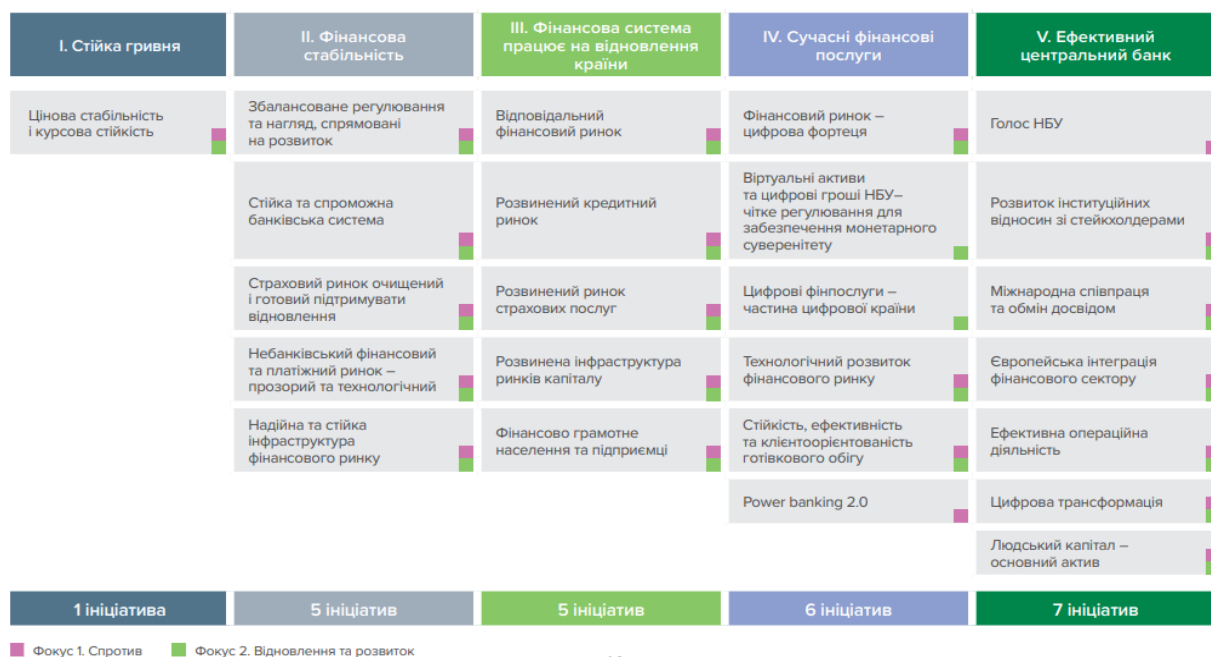 I. Стійка гривня
II. Фінансова
стабільність
III. Фінансова система
працює на відновлення
країни
IV. Сучасні фінансові
послуги
V. Ефективний
центральний банк
Цінова стабільність
і курсова стійкість
Збалансоване регулювання
та нагляд, спрямовані
на розвиток
Відповідальний
фінансовий ринок
Фінансовий ринок –
цифрова фортеця
Голос НБУ
Стійка та спроможна
банківська система
Розвинений кредитний
ринок
Віртуальні активи
та цифрові гроші НБУ–
чітке регулювання для
забезпечення монетарного
суверенітету
Розвиток інституційних
відносин зі стейкхолдерами
Страховий ринок очищений
і готовий підтримувати
відновлення
Розвинений ринок
страхових послуг
Цифрові фінпослуги –
частина цифрової країни
Міжнародна співпраця
та обмін досвідом
Небанківський фінансовий
та платіжний ринок –
прозорий та технологічний
Розвинена інфраструктура
ринків капіталу
Технологічний розвиток
фінансового ринку
Європейська інтеграція
фінансового сектору
Надійна та стійка
інфраструктура
фінансового ринку
Фінансово грамотне
населення та підприємці
Стійкість, ефективність
та клієнтоорієнтованість
готівкового обігу
Ефективна операційна
діяльність
Power banking 2.0
Цифрова трансформація
Людський капітал –
основний актив
1 ініціатива
5 ініціатив
5 ініціатив
6 ініціатив
7 ініціатив
Фокус 1. Спротив
Фокус 2. Відновлення та розвиток